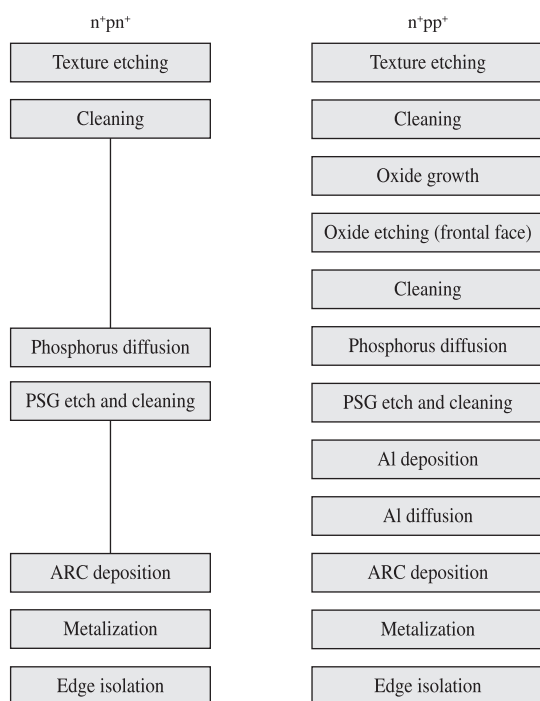 n⁺pn⁺
Texture etching
Cleaning
Phosphorus diffusion
PSG etch and cleaning
ARC deposition
Metalization
Edge isolation
n⁺pp⁺
Texture etching
Cleaning
Oxide growth
Oxide etching (frontal face)
Cleaning
Phosphorus diffusion
PSG etch and cleaning
Al deposition
Al diffusion
ARC deposition
Metalization
Edge isolation